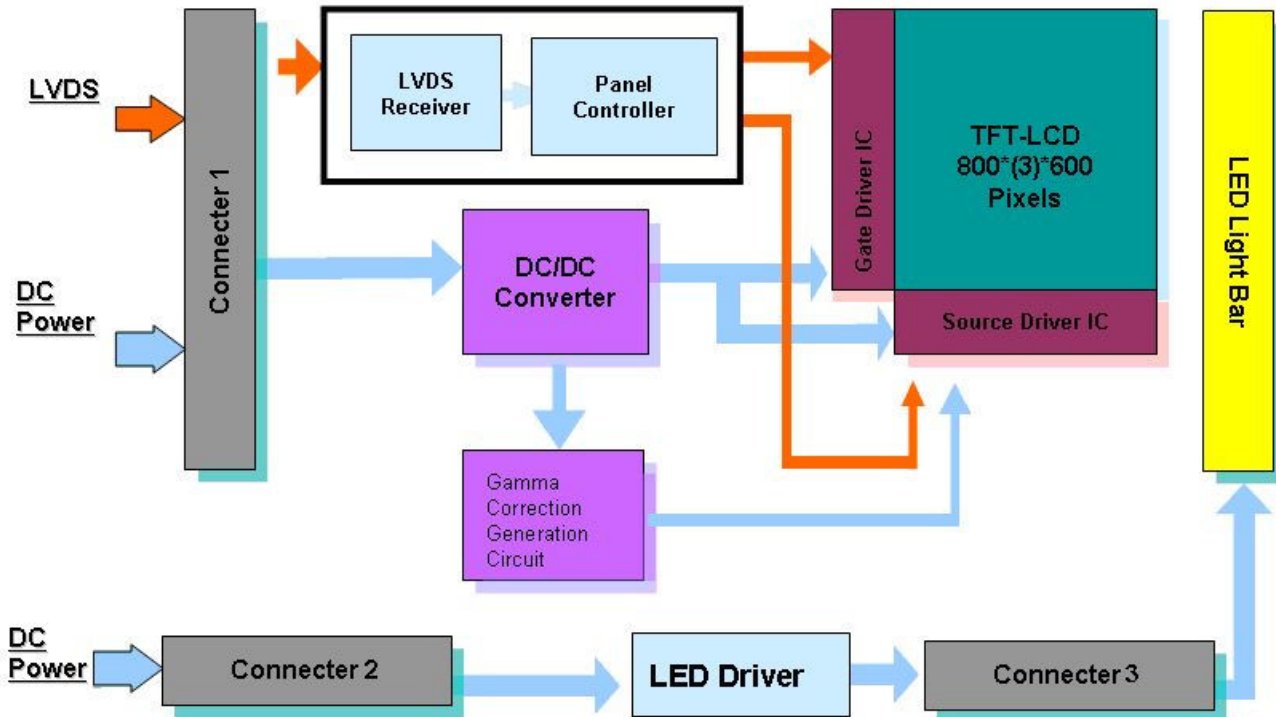 LVDS
DC
Power
Connecter 1
LVDS
Receiver
Panel
Controller
DC/DC
Converter
Gamma
Correction
Generation
Circuit
Gate Driver IC
TFT-LCD
800*(3)*600
Pixels
Source Driver IC
LED Light Bar
DC
Power
Connecter 2
LED Driver
Connecter 3